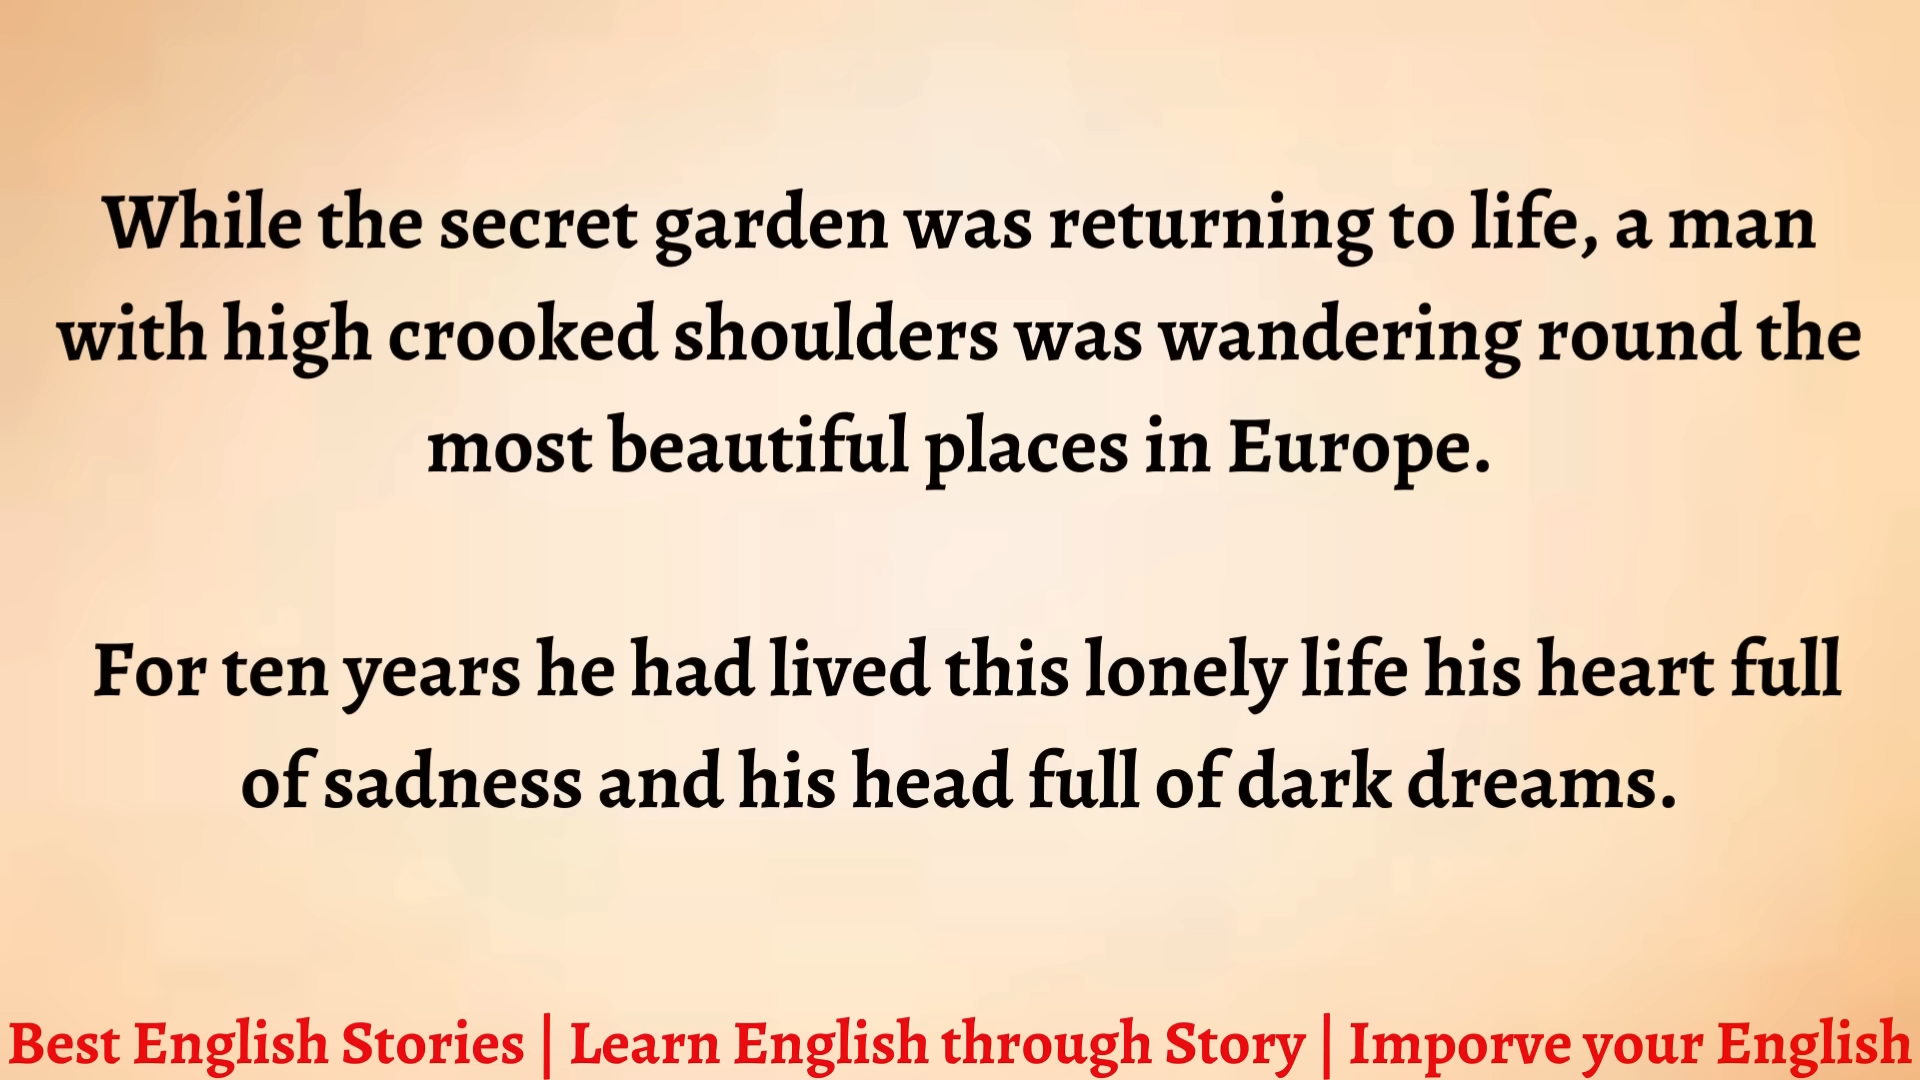 While the secret garden was returning to life, a man
with high crooked shoulders was wandering round the
most beautiful places in Europe.
For ten years he had lived this lonely life his heart full
of sadness and his head full of dark dreams.
Best English Stories | Learn English through Story | Imporve your English